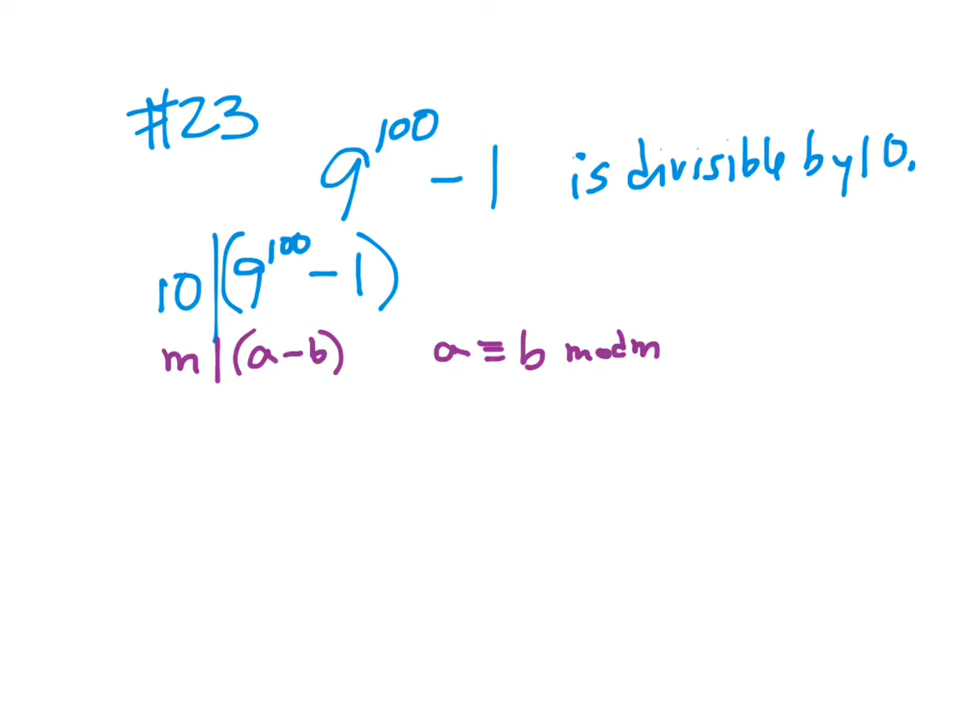 #23
9^100 - 1 is divisible by 10.
10|(9^100 - 1)
m|(a-b) a ≡ b mod m